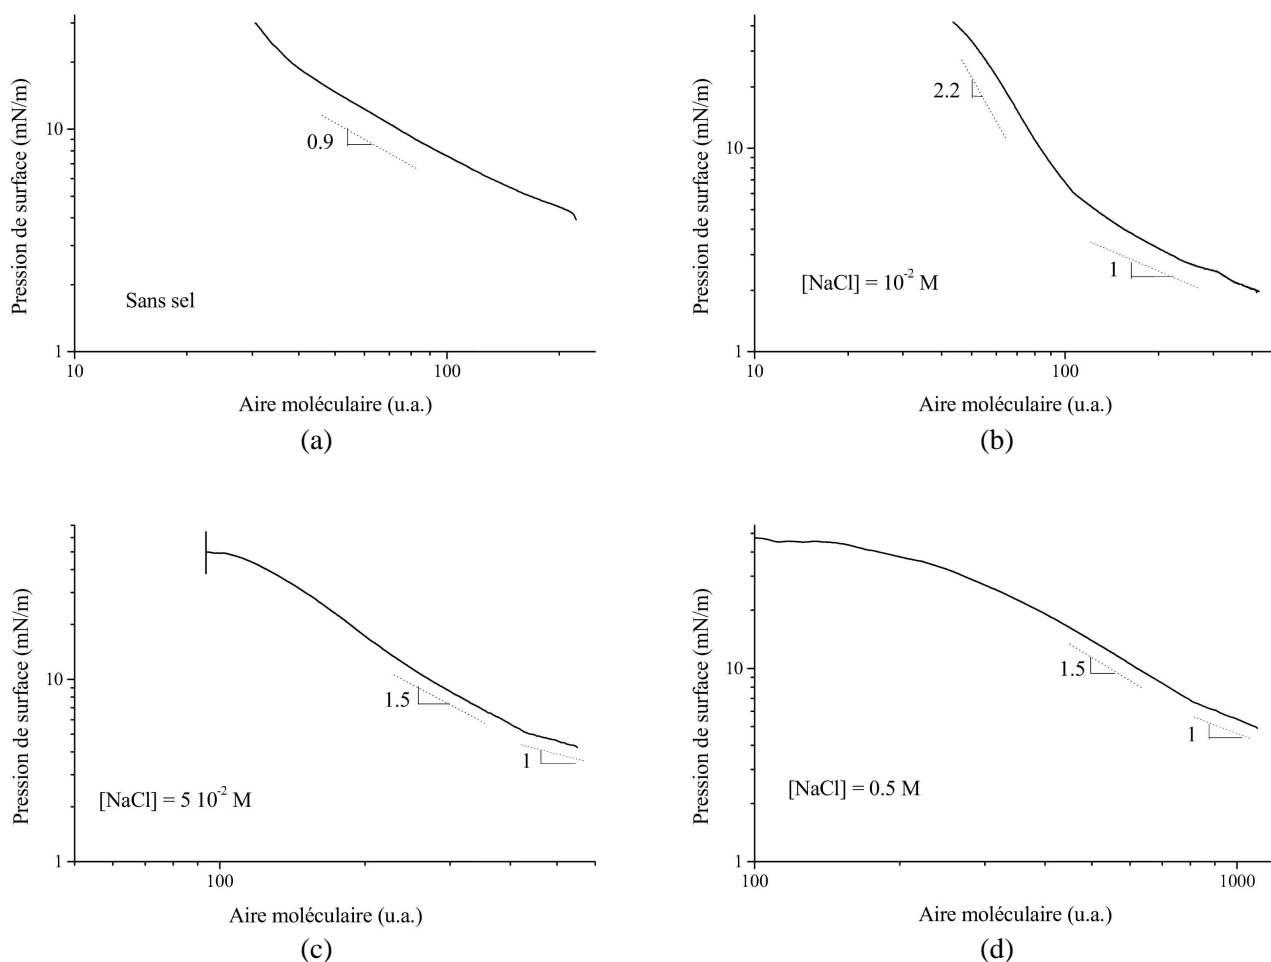 Pression de surface (mN/m)
10
1
0.9
Sans sel
10
100
Aire moléculaire (u.a.)
(a)
Pression de surface (mN/m)
10
1
2.2
1
[NaCl] = 10-2 M
10
100
Aire moléculaire (u.a.)
(b)
Pression de surface (mN/m)
10
1
1.5
1
[NaCl] = 5 10-2 M
100
Aire moléculaire (u.a.)
(c)
Pression de surface (mN/m)
10
1
1.5
1
[NaCl] = 0.5 M
100
1000
Aire moléculaire (u.a.)
(d)